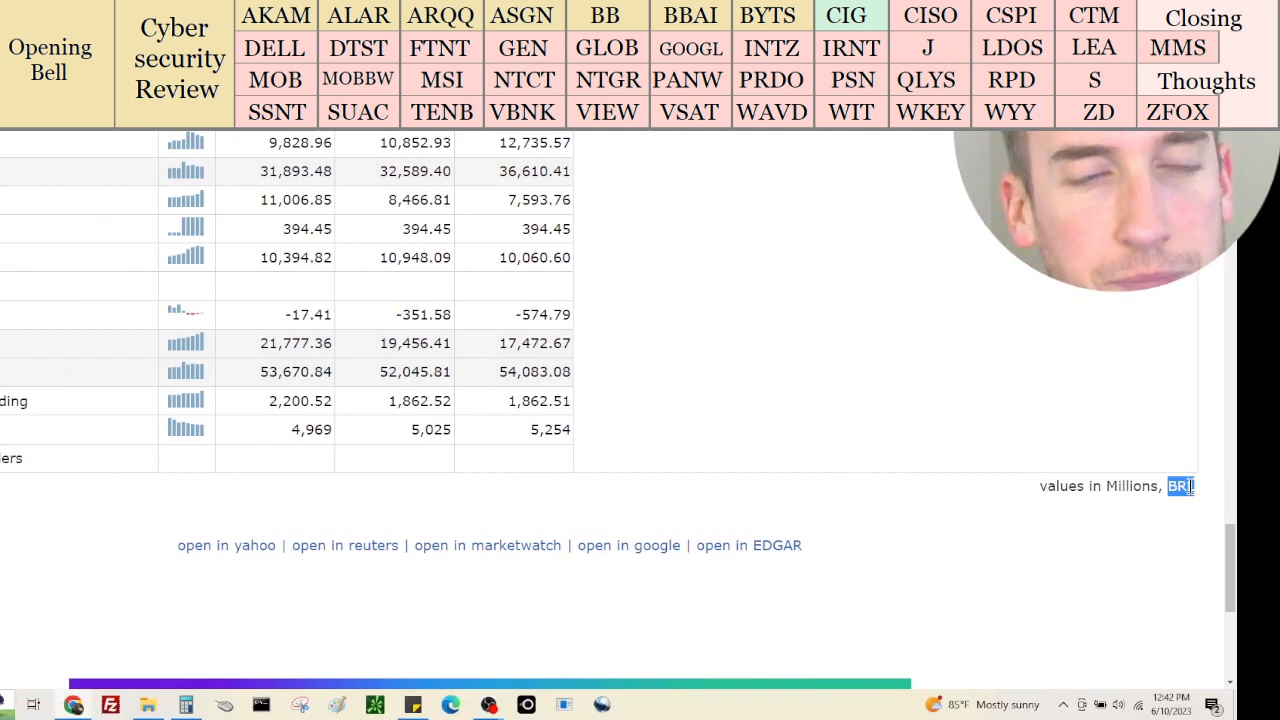 Opening Bell
Cyber security Review
AKAM ALAR ARQQ ASGN BB BBAI BYTS CIG CISO CSPI CTM Closing
DELL DTST FTNT GEN GLOB GOOGL INTZ IRNT J LDOS LEA MMS
MOB MOBBW MSI NTCT NTGR PANW PRDO PSN QLYS RPD S Thoughts
SSNT SUAC TENB VBNK VIEW VSAT WAVD WIT WKEY WYY ZD ZFOX
9,828.96 10,852.93 12,735.57
31,893.48 32,589.40 36,610.41
11,006.85 8,466.81 7,593.76
394.45 394.45 394.45
10,394.82 10,948.09 10,060.60
-17.41 -351.58 -574.79
21,777.36 19,456.41 17,472.67
53,670.84 52,045.81 54,083.08
ding 2,200.52 1,862.52 1,862.51
4,969 5,025 5,254
ders
values in Millions,
open in yahoo | open in reuters | open in marketwatch | open in google | open in EDGAR
85°F Mostly sunny
12:42 PM
6/10/2023
2